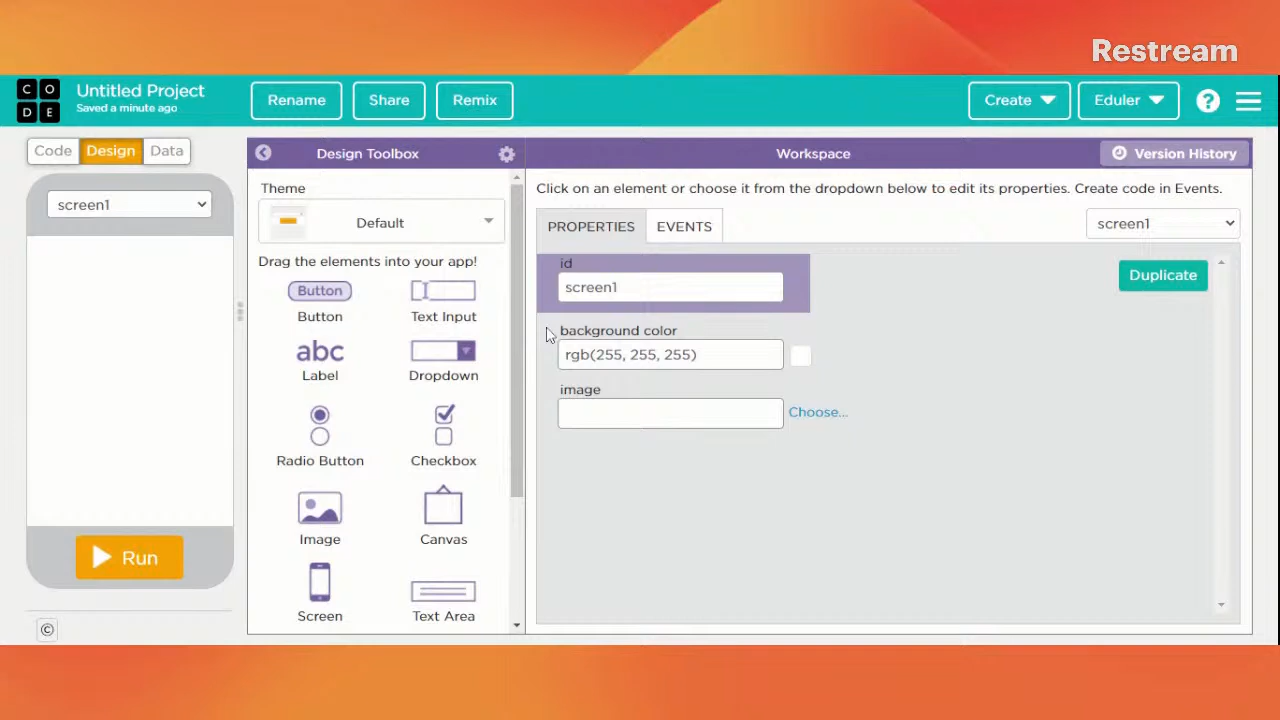 Restream
C O
D E
Untitled Project
Saved a minute ago
Rename
Share
Remix
Create
Eduler
?
Code
Design
Data
Design Toolbox
Workspace
Version History
screen1
Theme
Default
Drag the elements into your app!
Button
Button
Text Input
abc
Label
Dropdown
Radio Button
Checkbox
Image
Canvas
Screen
Text Area
Run
©
Click on an element or choose it from the dropdown below to edit its properties. Create code in Events.
PROPERTIES
EVENTS
screen1
id
screen1
Duplicate
background color
rgb(255, 255, 255)
image
Choose...